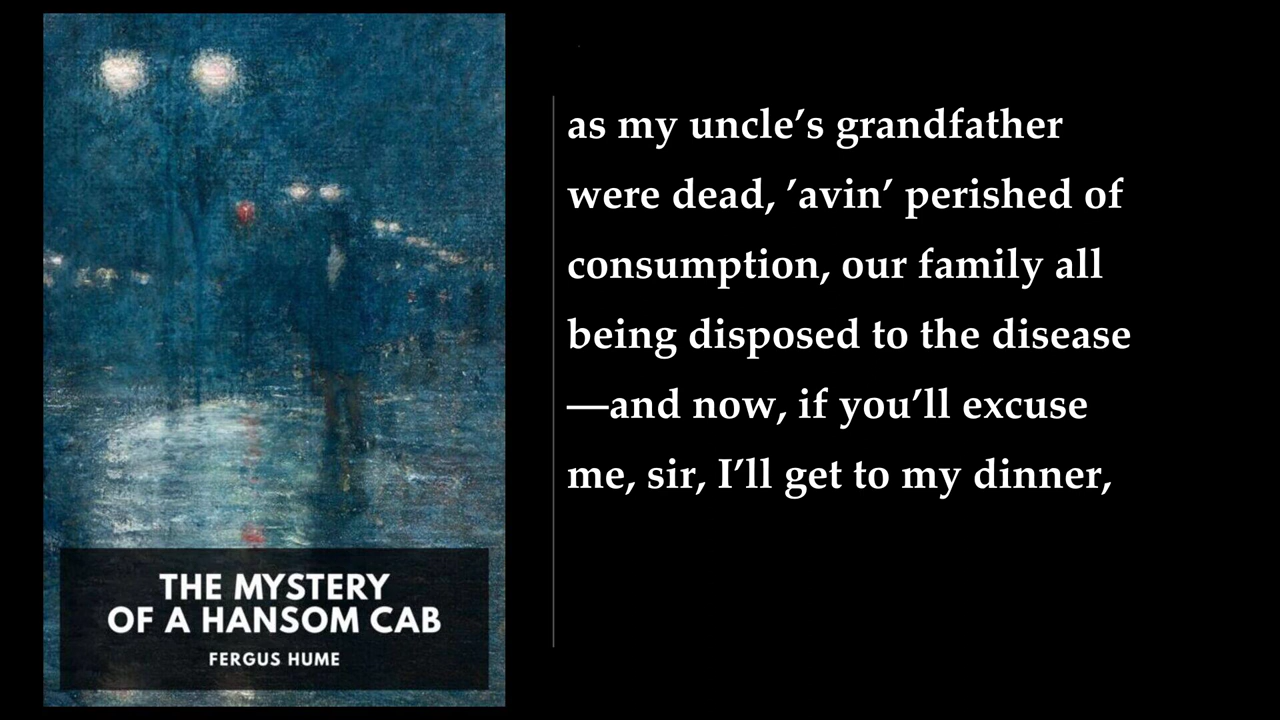 as my uncle’s grandfather
were dead, ’avin’ perished of
consumption, our family all
being disposed to the disease
—and now, if you’ll excuse
me, sir, I’ll get to my dinner,
THE MYSTERY
OF A HANSOM CAB
FERGUS HUME